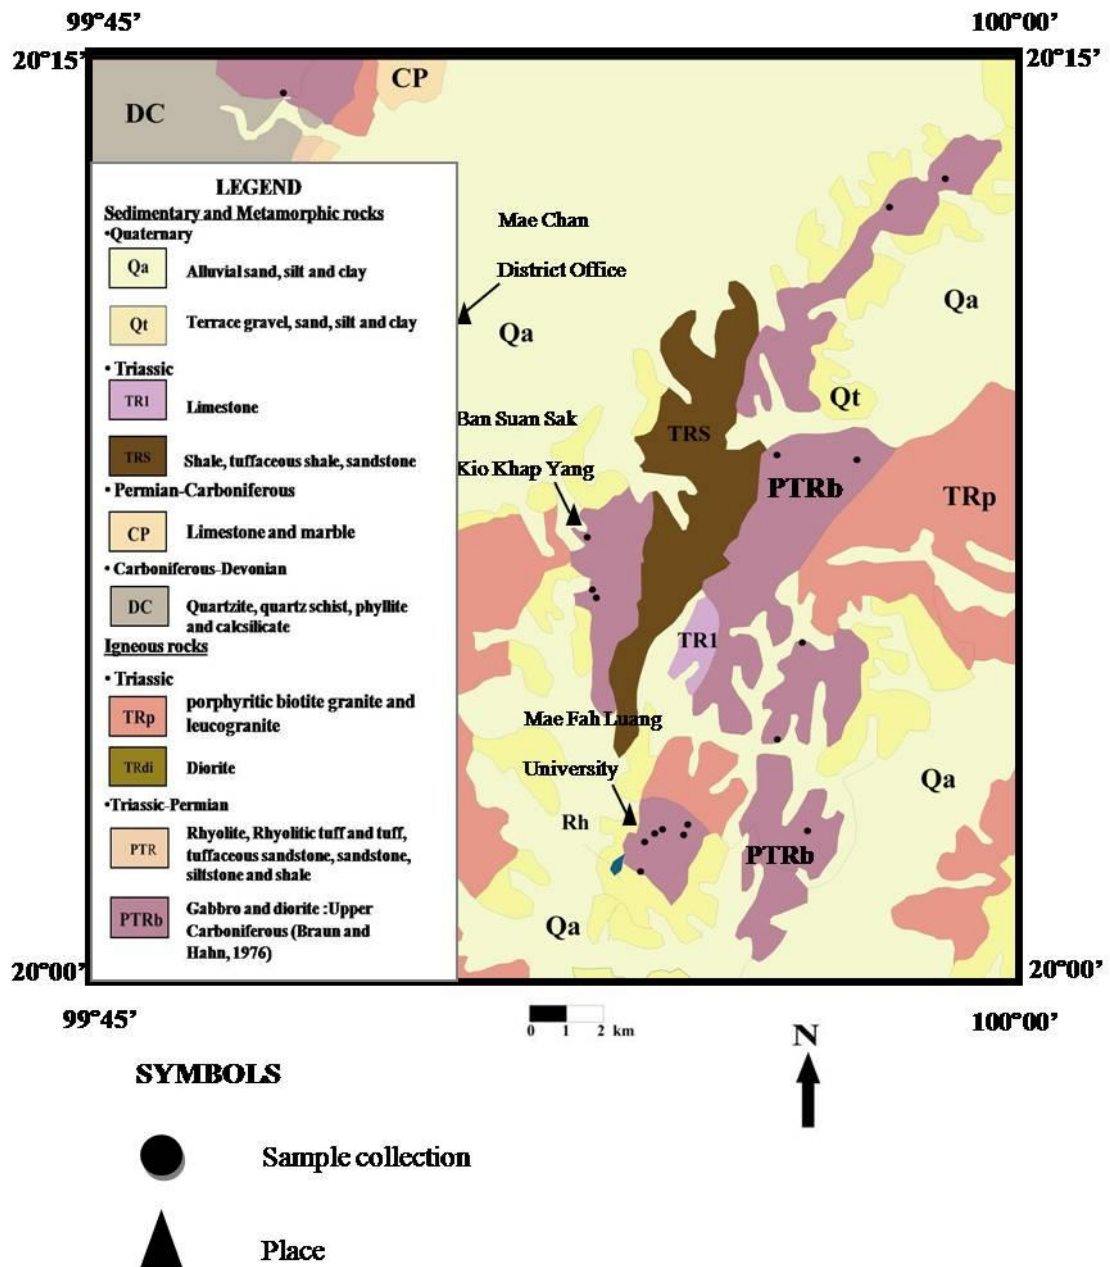 99°45' 100°00'
20°15' 20°15'
CP
DC
LEGEND
Sedimentary and Metamorphic rocks
•Quaternary
Qa Alluvial sand, silt and clay
Qt Terrace gravel, sand, silt and clay
• Triassic
TR1 Limestone
TRS Shale, tuffaceous shale, sandstone
• Permian-Carboniferous
CP Limestone and marble
• Carboniferous-Devonian
DC Quartzite, quartz schist, phyllite
and calcsilicate
Igneous rocks
• Triassic
TRp porphyritic biotite granite and
leucogranite
TRdi Diorite
•Triassic-Permian
PTR Rhyolite, Rhyolitic tuff and tuff,
tuffaceous sandstone, sandstone,
siltstone and shale
PTRb Gabbro and diorite :Upper
Carboniferous (Braun and
Hahn, 1976)
Mae Chan
District Office
Qa
Qa
Qt
Ban Suan Sak
TRS
Kio Khap Yang
PTRb
TRp
TR1
Mae Fah Luang
University
Qa
Rh
PTRb
Qa
20°00' 20°00'
99°45' 100°00'
0 1 2 km
N
SYMBOLS
Sample collection
Place